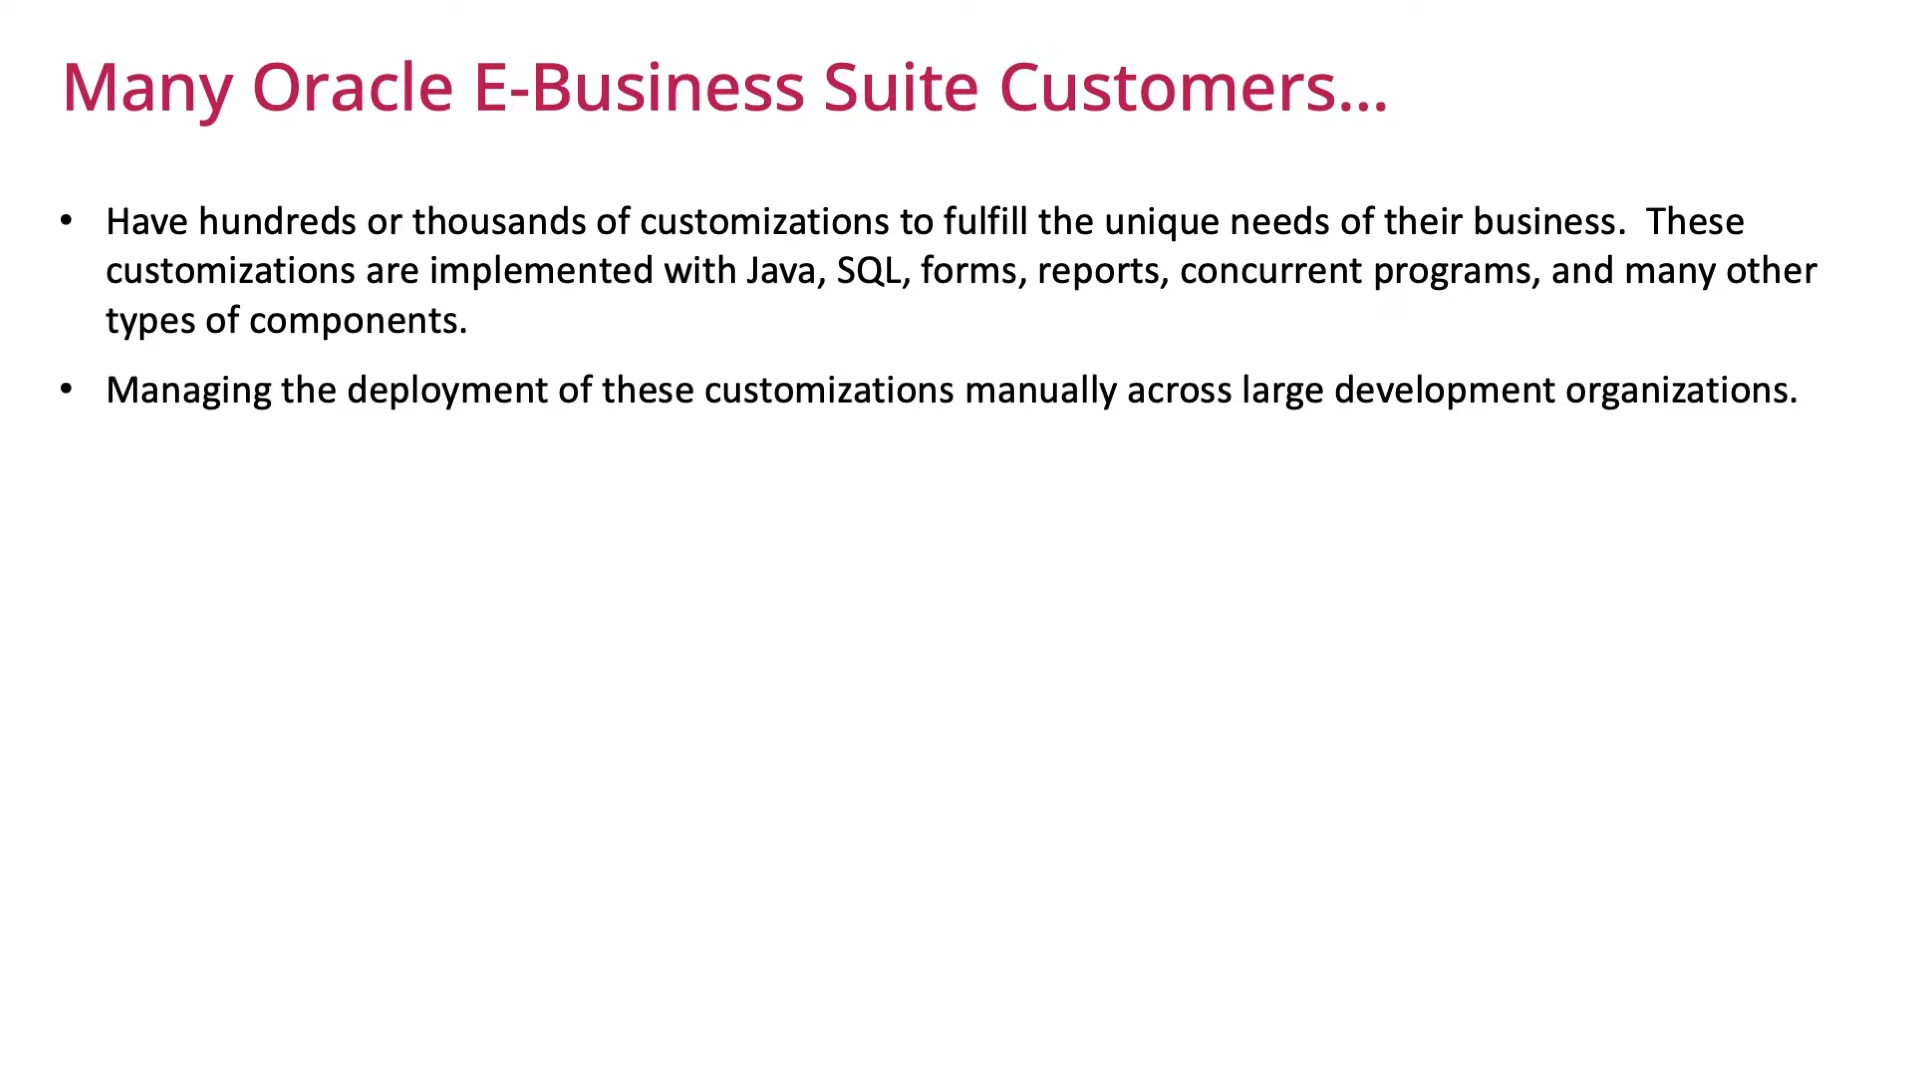 Many Oracle E-Business Suite Customers...
• Have hundreds or thousands of customizations to fulfill the unique needs of their business.  These
customizations are implemented with Java, SQL, forms, reports, concurrent programs, and many other
types of components.
• Managing the deployment of these customizations manually across large development organizations.